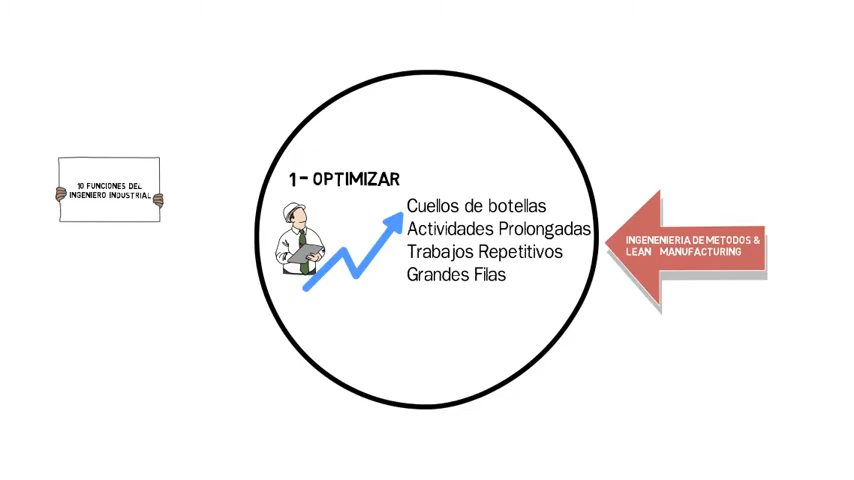 10 FUNCIONES DEL
INGENIERO INDUSTRIAL
1- OPTIMIZAR
Cuellos de botellas
Actividades Prolongadas
Trabajos Repetitivos
Grandes Filas
INGENENIERIA DE METODOS &
LEAN MANUFACTURING